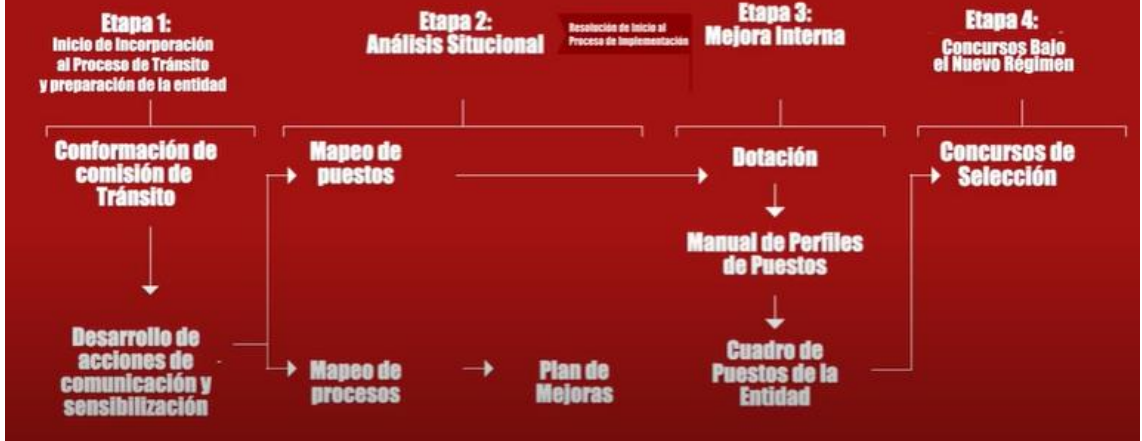 Etapa 1:
Inicio de Incorporación
al Proceso de Tránsito
y preparación de la entidad
Etapa 2:
Análisis Situcional
Resolución de Inicio al
Proceso de Implementación
Etapa 3:
Mejora Interna
Etapa 4:
Concursos Bajo
el Nuevo Régimen
Conformación de
comisión de
Tránsito
Desarrollo de
acciones de
comunicación y
sensibilización
Mapeo de
puestos
Mapeo de
procesos
Plan de
Mejoras
Dotación
Manual de Perfiles
de Puestos
Cuadro de
Puestos de la
Entidad
Concursos de
Selección